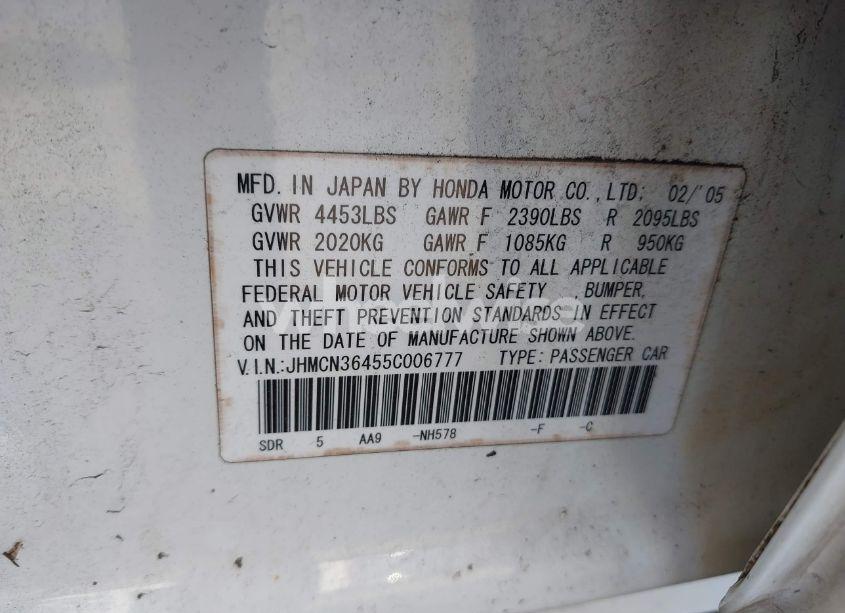 MFD. IN JAPAN BY HONDA MOTOR CO.,LTD. 02/'05
GVWR 4453LBS GAWR F 2390LBS R 2095LBS
GVWR 2020KG GAWR F 1085KG R 950KG
THIS VEHICLE CONFORMS TO ALL APPLICABLE
FEDERAL MOTOR VEHICLE SAFETY , BUMPER,
AND THEFT PREVENTION STANDARDS IN EFFECT
ON THE DATE OF MANUFACTURE SHOWN ABOVE.
V.I.N.:JHMCN36455C006777 TYPE: PASSENGER CAR
SDR 5 AA9 -NH578 -F -C